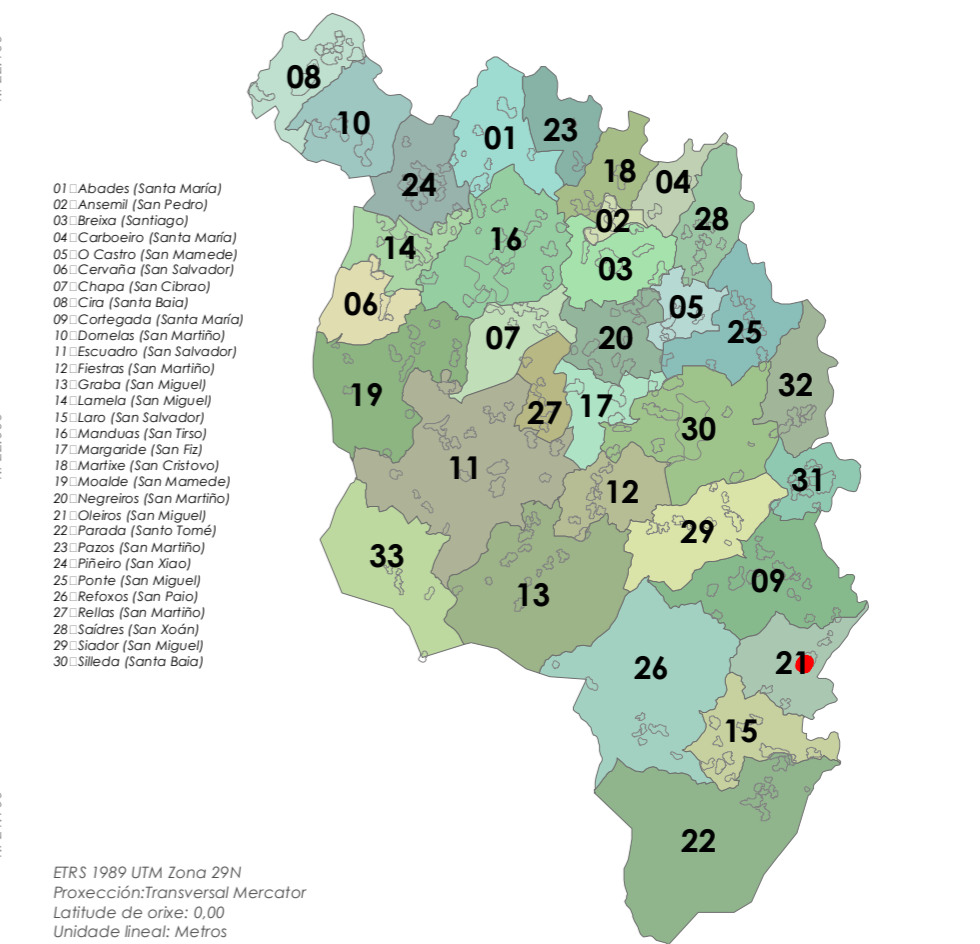 08
10
01
23
18
04
24
28
02
16
14
03
06
05
25
07
20
32
19
17
27
30
11
31
12
29
33
09
13
21
26
15
22
01 Abades (Santa María)
02 Ansemil (San Pedro)
03 Breixa (Santiago)
04 Carboeiro (Santa María)
05 O Castro (San Mamede)
06 Cervaña (San Salvador)
07 Chapa (San Cibrao)
08 Cira (Santa Baia)
09 Cortegada (Santa María)
10 Dornelas (San Martiño)
11 Escuadro (San Salvador)
12 Fiestras (San Martiño)
13 Graba (San Miguel)
14 Lamela (San Miguel)
15 Laro (San Salvador)
16 Manduas (San Tirso)
17 Margaride (San Fiz)
18 Martixe (San Cristovo)
19 Moalde (San Mamede)
20 Negreiros (San Martiño)
21 Oleiros (San Miguel)
22 Parada (Santo Tomé)
23 Pazos (San Martiño)
24 Piñeiro (San Xiao)
25 Ponte (San Miguel)
26 Refoxos (San Paio)
27 Rellas (San Martiño)
28 Saídres (San Xoán)
29 Siador (San Miguel)
30 Silleda (Santa Baia)
ETRS 1989 UTM Zona 29N
Proxección:Transversal Mercator
Latitude de orixe: 0,00
Unidade lineal: Metros